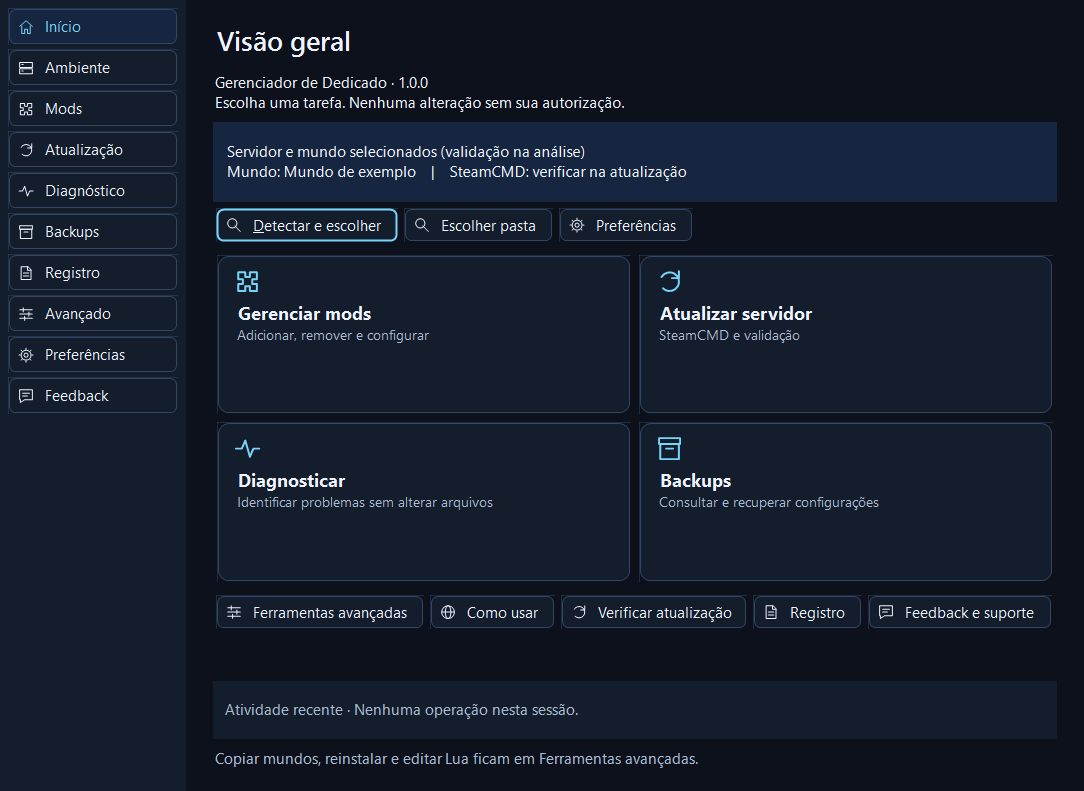 Início
Ambiente
Mods
Atualização
Diagnóstico
Backups
Registro
Avançado
Preferências
Feedback
Visão geral
Gerenciador de Dedicado · 1.0.0
Escolha uma tarefa. Nenhuma alteração sem sua autorização.
Servidor e mundo selecionados (validação na análise)
Mundo: Mundo de exemplo | SteamCMD: verificar na atualização
Detectar e escolher
Escolher pasta
Preferências
Gerenciar mods
Adicionar, remover e configurar
Atualizar servidor
SteamCMD e validação
Diagnosticar
Identificar problemas sem alterar arquivos
Backups
Consultar e recuperar configurações
Ferramentas avançadas
Como usar
Verificar atualização
Registro
Feedback e suporte
Atividade recente · Nenhuma operação nesta sessão.
Copiar mundos, reinstalar e editar Lua ficam em Ferramentas avançadas.